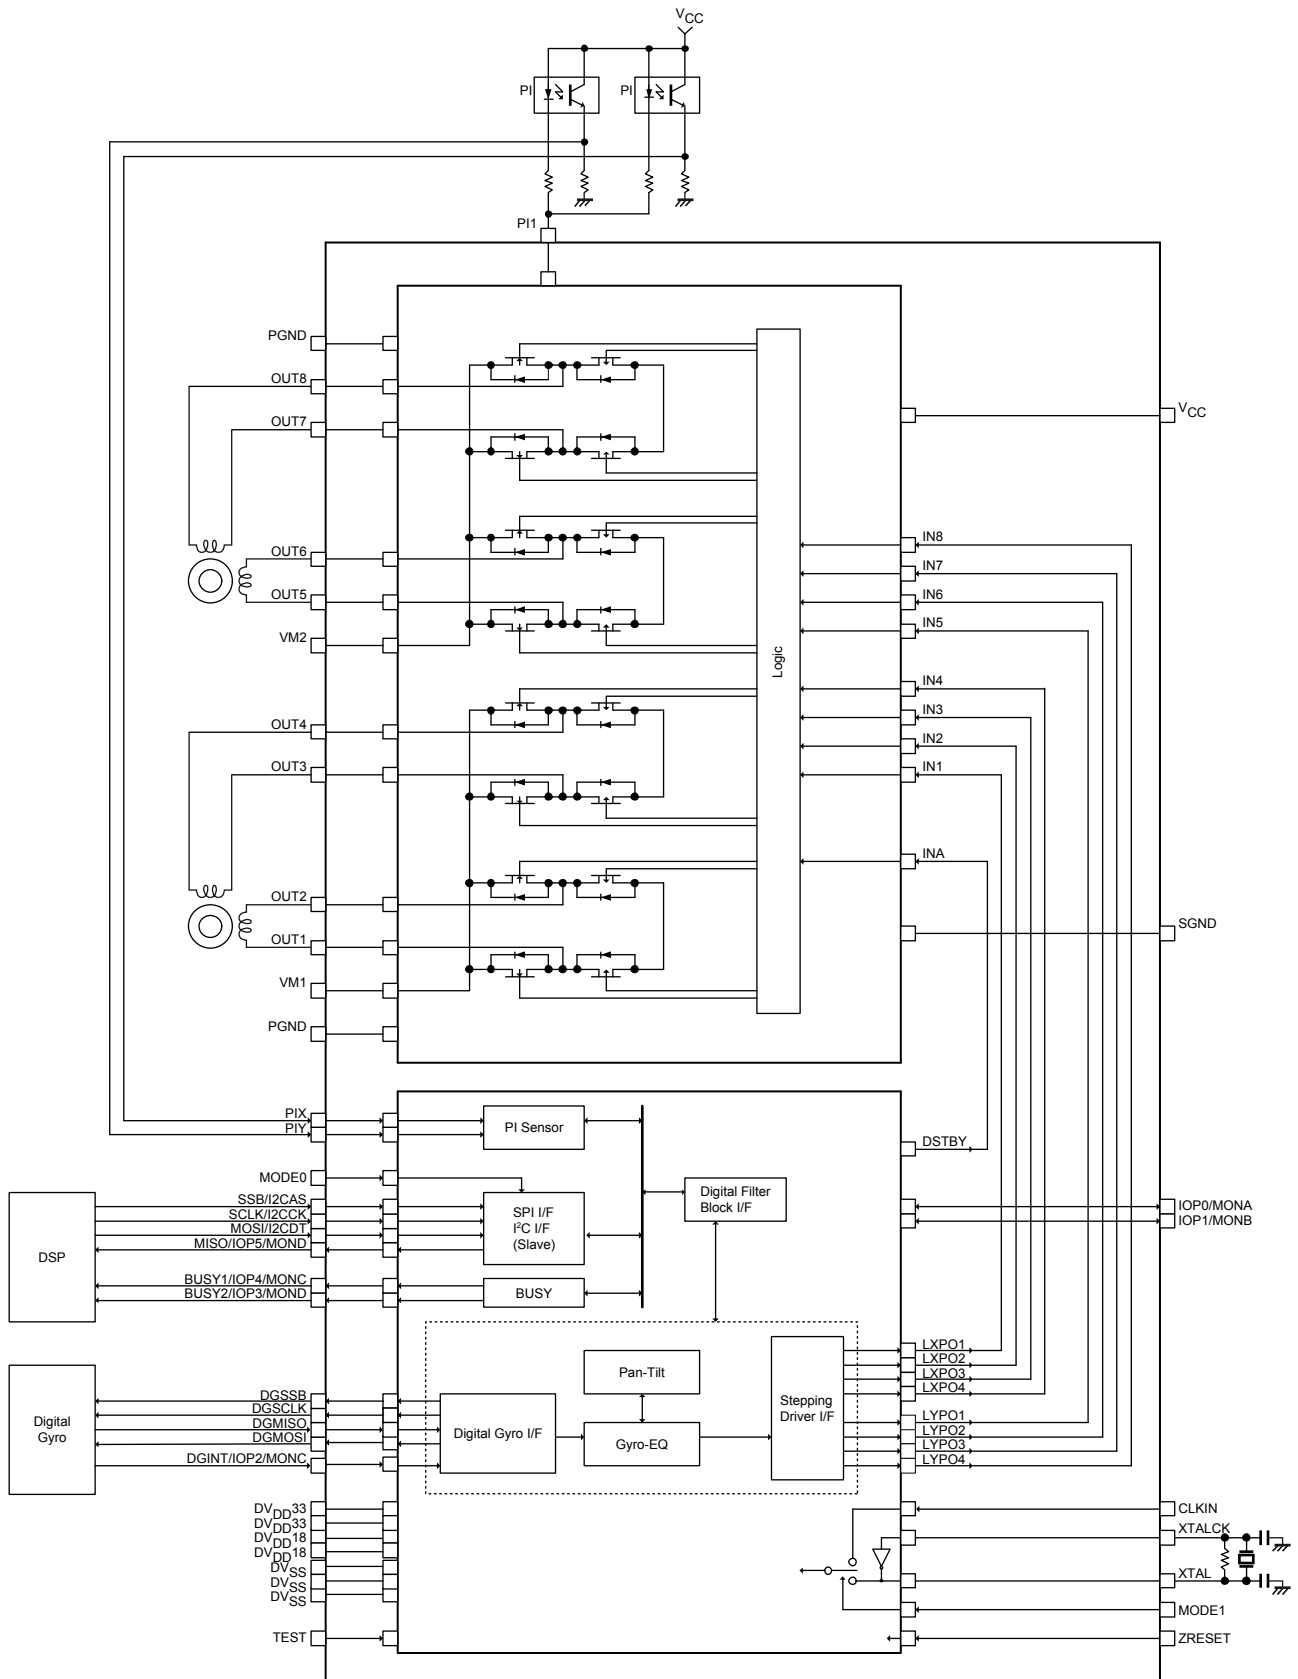 VCC
PI
PI
PI1
PGND
OUT8
OUT7
OUT6
OUT5
VM2
OUT4
OUT3
OUT2
OUT1
VM1
PGND
Logic
VCC
IN8
IN7
IN6
IN5
IN4
IN3
IN2
IN1
INA
SGND
PIX
PIY
PI Sensor
DSTBY
MODE0
DSP
SSB/I2CAS
SCLK/I2CCK
MOSI/I2CDT
MISO/IOP5/MOND
BUSY1/IOP4/MONC
BUSY2/IOP3/MOND
SPI I/F
I²C I/F
(Slave)
BUSY
Digital Filter
Block I/F
IOP0/MONA
IOP1/MONB
Digital
Gyro
DGSSB
DGSCLK
DGMISO
DGMOSI
DGINT/IOP2/MONC
Digital Gyro I/F
Pan-Tilt
Gyro-EQ
Stepping
Driver I/F
LXPO1
LXPO2
LXPO3
LXPO4
LYPO1
LYPO2
LYPO3
LYPO4
DVDD33
DVDD33
DVDD18
DVDD18
DVSS
DVSS
DVSS
TEST
CLKIN
XTALCK
XTAL
MODE1
ZRESET